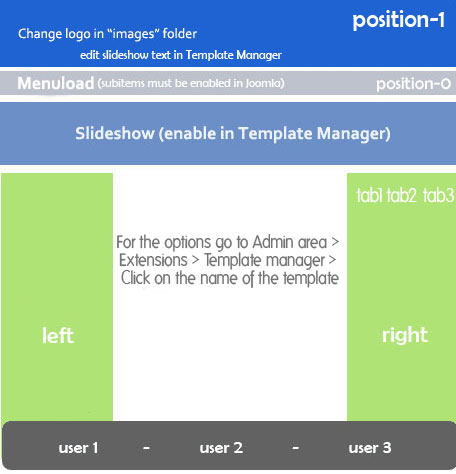 position-1
Change logo in “images” folder
edit slideshow text in Template Manager
Menuload (subitems must be enabled in Joomla) position-0
Slideshow (enable in Template Manager)
tab1 tab2 tab3
For the options go to Admin area >
Extensions > Template manager >
Click on the name of the template
left right
user 1 - user 2 - user 3